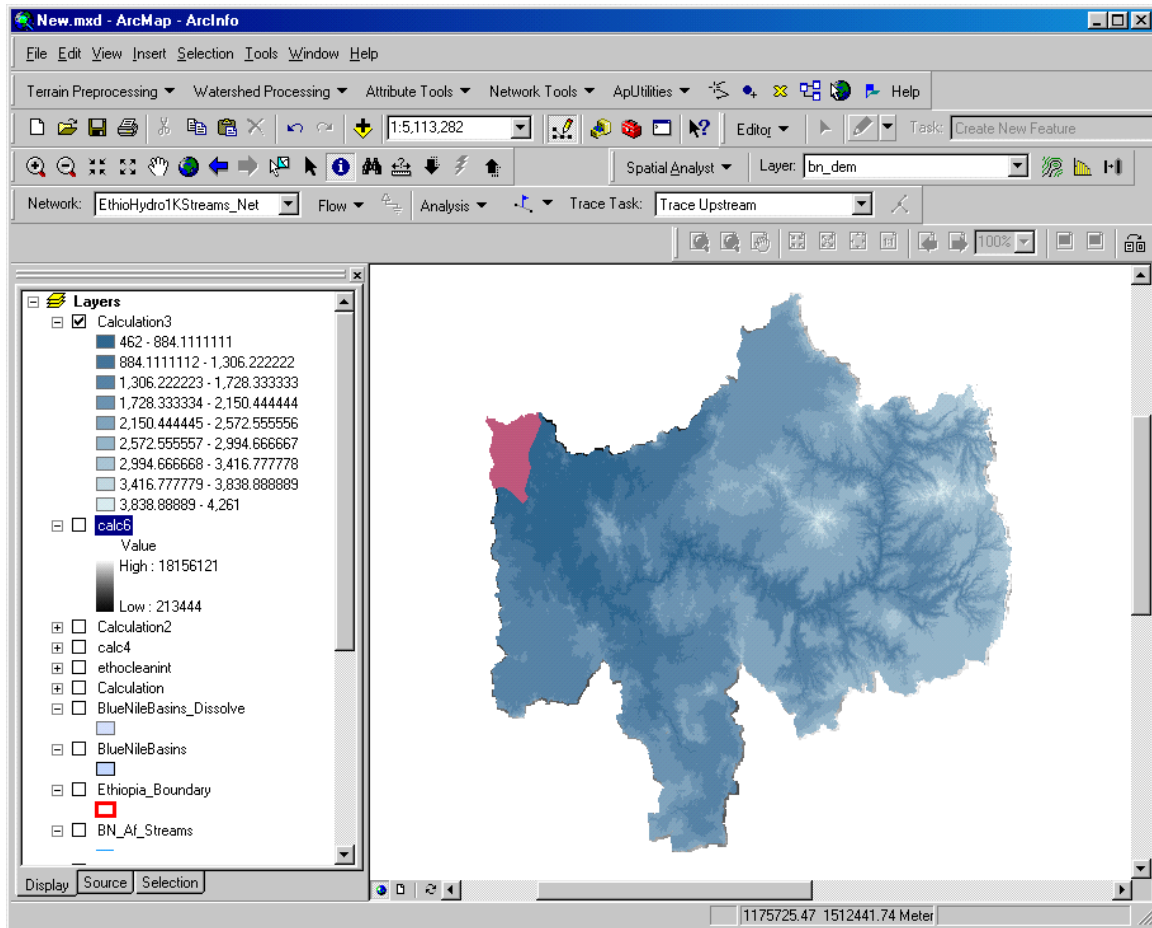 New.mxd - ArcMap - ArcInfo
File Edit View Insert Selection Tools Window Help
Terrain Preprocessing Watershed Processing Attribute Tools Network Tools ApUtilities Help
1:5,113,282 Editor Task: Create New Feature
Spatial Analyst Layer: bn_dem
Network: EthioHydro1KStreams_Net Flow Analysis Trace Task: Trace Upstream
1:1 100%
Layers
Calculation3
462 - 884.1111111
884.1111112 - 1,306.222222
1,306.222223 - 1,728.333333
1,728.333334 - 2,150.444444
2,150.444445 - 2,572.555556
2,572.555557 - 2,994.666667
2,994.666668 - 3,416.777778
3,416.777779 - 3,838.888889
3,838.88889 - 4,261
calc6
Value
High : 18156121
Low : 213444
Calculation2
calc4
ethocleanint
Calculation
BlueNileBasins_Dissolve
BlueNileBasins
Ethiopia_Boundary
BN_Af_Streams
Display Source Selection
1175725.47 1512441.74 Meter